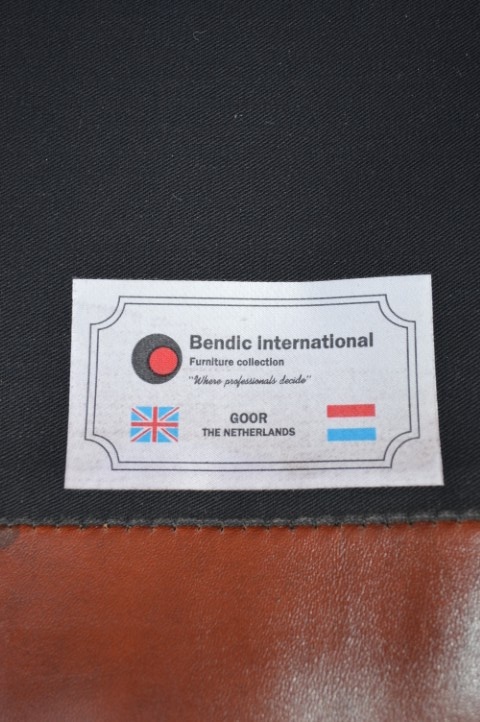 Bendic international
Furniture collection
"Where professionals decide"
GOOR
THE NETHERLANDS